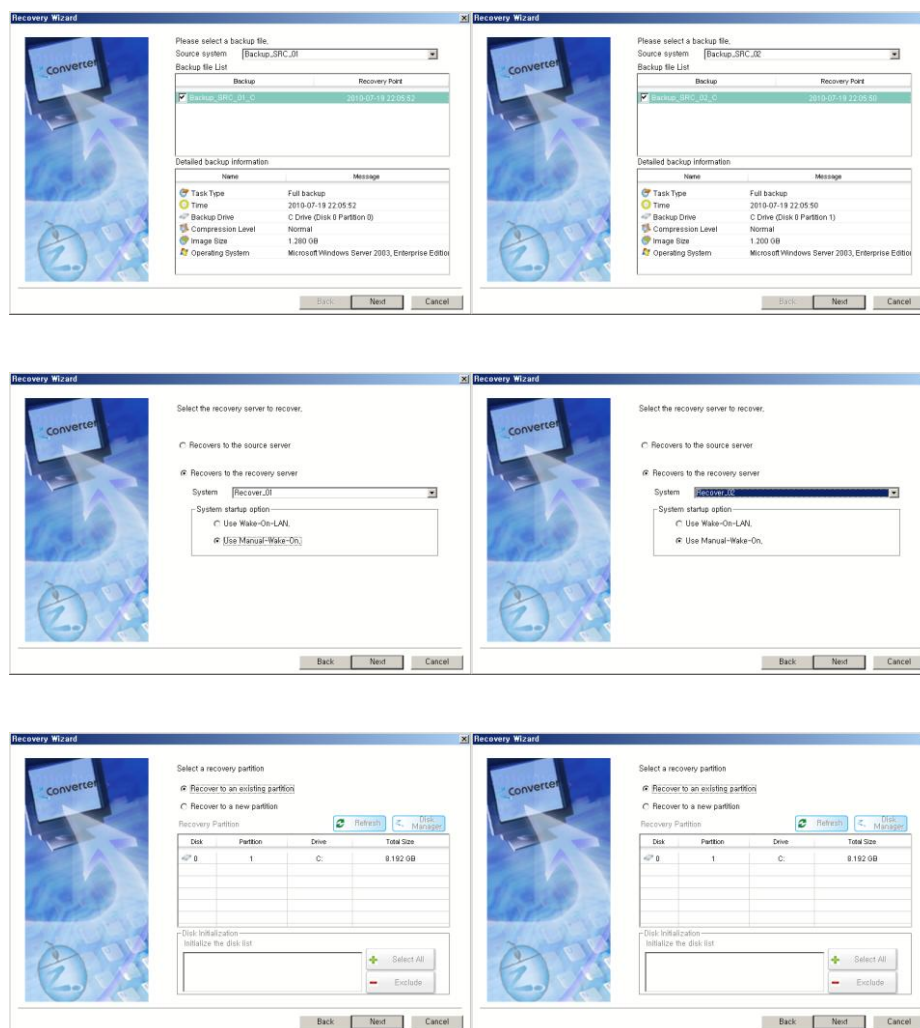 Recovery Wizard
Converter
Please select a backup file,
Source system Backup_SRC_01
Backup file List
Backup Recovery Point
Backup_SRC_01_C 2010-07-19 22:05:52
Detailed backup information
Name Message
Task Type Full backup
Time 2010-07-19 22:05:52
Backup Drive C Drive (Disk 0 Partition 0)
Compression Level Normal
Image Size 1.280 GB
Operating System Microsoft Windows Server 2003, Enterprise Editio
Back Next Cancel
Recovery Wizard
Converter
Please select a backup file,
Source system Backup_SRC_02
Backup file List
Backup Recovery Point
Backup_SRC_02_C 2010-07-19 22:05:50
Detailed backup information
Name Message
Task Type Full backup
Time 2010-07-19 22:05:50
Backup Drive C Drive (Disk 0 Partition 1)
Compression Level Normal
Image Size 1.200 GB
Operating System Microsoft Windows Server 2003, Enterprise Editio
Back Next Cancel
Recovery Wizard
Converter
Select the recovery server to recover,
Recovers to the source server
Recovers to the recovery server
System Recover_01
System startup option
Use Wake-On-LAN,
Use Manual-Wake-On,
Back Next Cancel
Recovery Wizard
Converter
Select the recovery server to recover,
Recovers to the source server
Recovers to the recovery server
System Recover_02
System startup option
Use Wake-On-LAN,
Use Manual-Wake-On,
Back Next Cancel
Recovery Wizard
Converter
Select a recovery partition
Recover to an existing partition
Recover to a new partition
Recovery Partition Refresh Disk Manager
Disk Partition Drive Total Size
0 1 C: 8.192 GB
Disk Initialization
Initialize the disk list
Select All
Exclude
Back Next Cancel
Recovery Wizard
Converter
Select a recovery partition
Recover to an existing partition
Recover to a new partition
Recovery Partition Refresh Disk Manager
Disk Partition Drive Total Size
0 1 C: 8.192 GB
Disk Initialization
Initialize the disk list
Select All
Exclude
Back Next Cancel